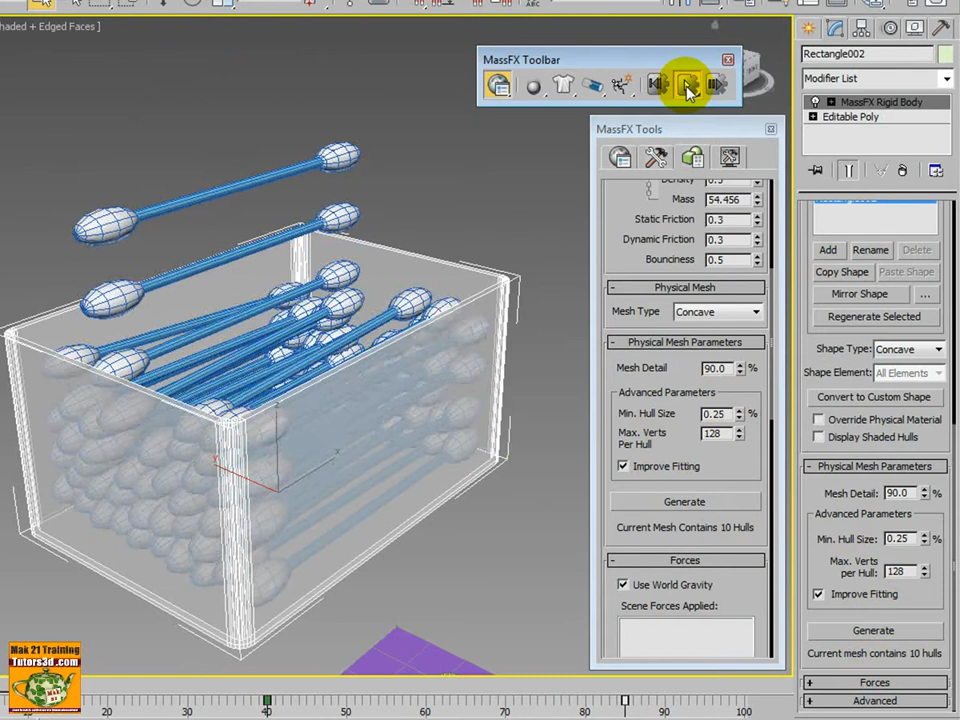 haded + Edged Faces ]
MassFX Toolbar
Rectangle002
Modifier List
MassFX Rigid Body
Editable Poly
MassFX Tools
Density 0.5
Mass 54.456
Static Friction 0.3
Dynamic Friction 0.3
Bounciness 0.5
Physical Mesh
Mesh Type Concave
Physical Mesh Parameters
Mesh Detail 90.0 %
Advanced Parameters
Min. Hull Size 0.25 %
Max. Verts
Per Hull 128
Improve Fitting
Generate
Current Mesh Contains 10 Hulls
Forces
Use World Gravity
Scene Forces Applied:
Add Rename Delete
Copy Shape Paste Shape
Mirror Shape ...
Regenerate Selected
Shape Type: Concave
Shape Element: All Elements
Convert to Custom Shape
Override Physical Material
Display Shaded Hulls
Physical Mesh Parameters
Mesh Detail: 90.0 %
Advanced Parameters
Min. Hull Size: 0.25 %
Max. Verts
per Hull: 128
Improve Fitting
Generate
Current mesh contains 10 hulls
Forces
Advanced
Mak 21 Training
Tutors3d .com
20 30 40 50 60 70 80 90 100